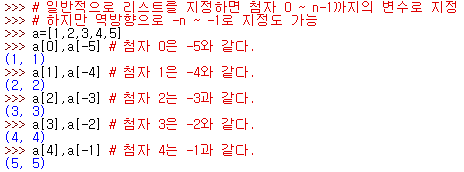 >>> # 일반적으로 리스트를 지정하면 첨자 0 ~ n-1까지의 변수로 지정
>>> # 하지만 역방향으로 -n ~ -1로 지정도 가능
>>> a=[1,2,3,4,5]
>>> a[0],a[-5] # 첨자 0은 -5와 같다.
(1, 1)
>>> a[1],a[-4] # 첨자 1은 -4와 같다.
(2, 2)
>>> a[2],a[-3] # 첨자 2는 -3과 같다.
(3, 3)
>>> a[3],a[-2] # 첨자 3은 -2와 같다.
(4, 4)
>>> a[4],a[-1] # 첨자 4는 -1과 같다.
(5, 5)